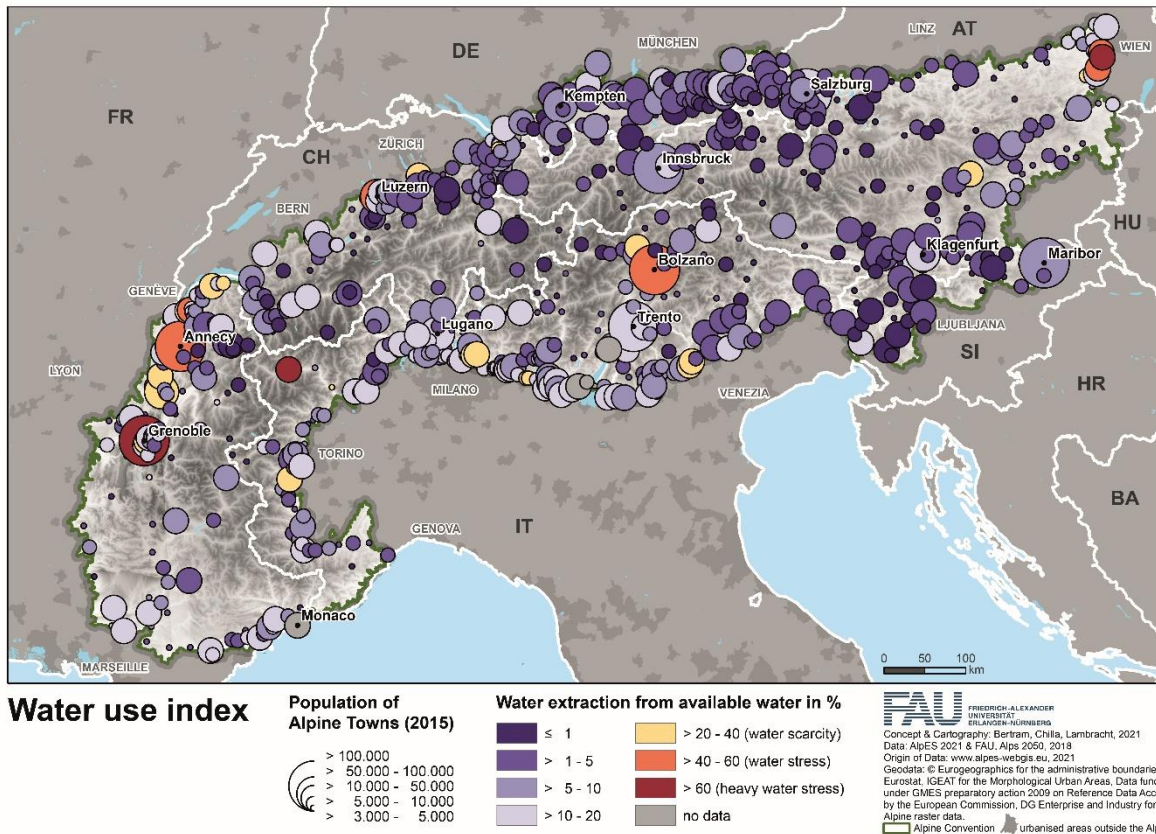 DE
MÜNCHEN
LINZ
AT
WIEN
Kempten
Salzburg
FR
CH
ZÜRICH
Innsbruck
Luzern
BERN
HU
Klagenfurt
Maribor
Bolzano
GENÈVE
Annecy
Lugano
Trento
LJUBLJANA
SI
LYON
MILANO
VENEZIA
HR
Grenoble
TORINO
BA
GENOVA
IT
Monaco
MARSEILLE
0 50 100
km
Water use index
Population of
Alpine Towns (2015)
> 100.000
> 50.000 - 100.000
> 10.000 - 50.000
> 5.000 - 10.000
> 3.000 - 5.000
Water extraction from available water in %
≤ 1
> 1 - 5
> 5 - 10
> 10 - 20
> 20 - 40 (water scarcity)
> 40 - 60 (water stress)
> 60 (heavy water stress)
no data
FAU
FRIEDRICH-ALEXANDER
UNIVERSITÄT
ERLANGEN-NÜRNBERG
Concept & Cartography: Bertram, Chilla, Lambracht, 2021
Data: AlpES 2021 & FAU, Alps 2050, 2018
Origin of Data: www.alpes-webgis.eu, 2021
Geodata: © Eurogeographics for the administrative boundarie
Eurostat, IGEAT for the Morphological Urban Areas, Data fund
under GMES preparatory action 2009 on Reference Data Acc
by the European Commission, DG Enterprise and Industry for
Alpine raster data.
Alpine Convention urbanised areas outside the Al